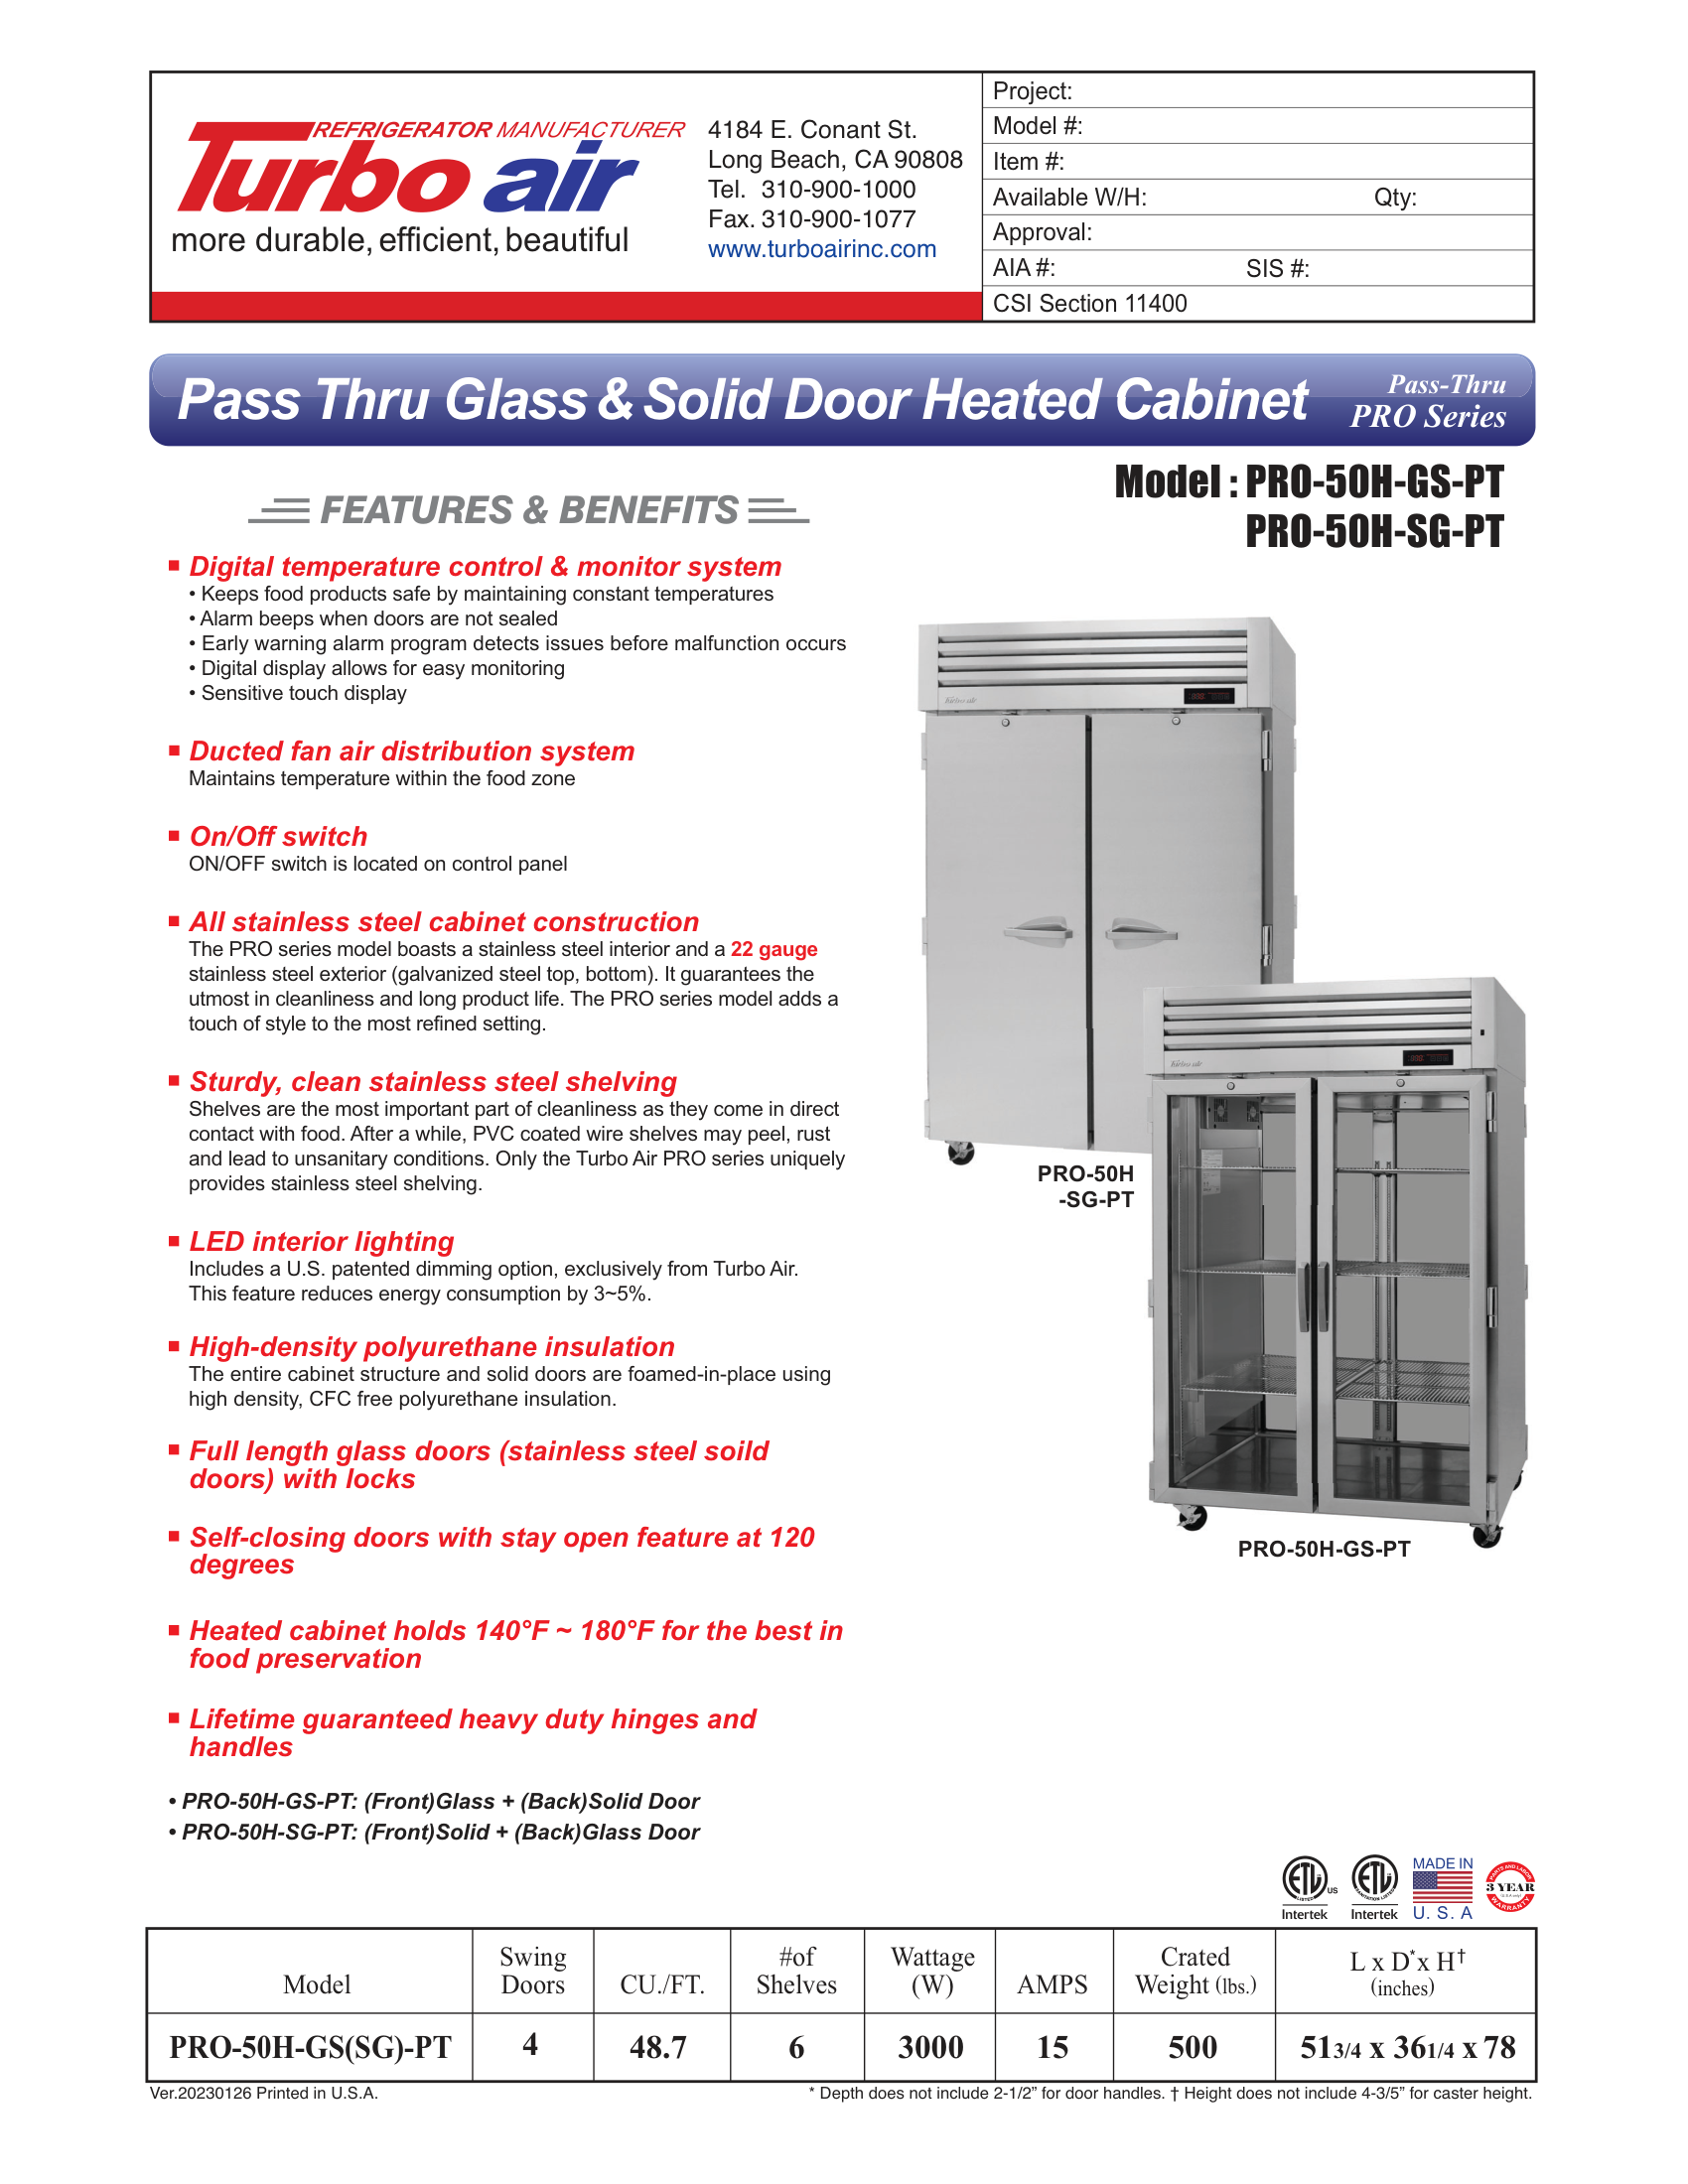 REFRIGERATOR MANUFACTURER
Turbo air
more durable, efficient, beautiful
4184 E. Conant St.
Long Beach, CA 90808
Tel. 310-900-1000
Fax. 310-900-1077
www.turboairinc.com
Project:
Model #:
Item #:
Available W/H: Qty:
Approval:
AIA #: SIS #:
CSI Section 11400
Pass Thru Glass & Solid Door Heated Cabinet
Pass-Thru
PRO Series
Model : PRO-50H-GS-PT
PRO-50H-SG-PT
FEATURES & BENEFITS
Digital temperature control & monitor system
• Keeps food products safe by maintaining constant temperatures
• Alarm beeps when doors are not sealed
• Early warning alarm program detects issues before malfunction occurs
• Digital display allows for easy monitoring
• Sensitive touch display
Ducted fan air distribution system
Maintains temperature within the food zone
On/Off switch
ON/OFF switch is located on control panel
All stainless steel cabinet construction
The PRO series model boasts a stainless steel interior and a 22 gauge
stainless steel exterior (galvanized steel top, bottom). It guarantees the
utmost in cleanliness and long product life. The PRO series model adds a
touch of style to the most refined setting.
Sturdy, clean stainless steel shelving
Shelves are the most important part of cleanliness as they come in direct
contact with food. After a while, PVC coated wire shelves may peel, rust
and lead to unsanitary conditions. Only the Turbo Air PRO series uniquely
provides stainless steel shelving.
LED interior lighting
Includes a U.S. patented dimming option, exclusively from Turbo Air.
This feature reduces energy consumption by 3~5%.
High-density polyurethane insulation
The entire cabinet structure and solid doors are foamed-in-place using
high density, CFC free polyurethane insulation.
Full length glass doors (stainless steel soild
doors) with locks
Self-closing doors with stay open feature at 120
degrees
Heated cabinet holds 140°F ~ 180°F for the best in
food preservation
Lifetime guaranteed heavy duty hinges and
handles
• PRO-50H-GS-PT: (Front)Glass + (Back)Solid Door
• PRO-50H-SG-PT: (Front)Solid + (Back)Glass Door
Turbo air
PRO-50H
-SG-PT
Turbo air
PRO-50H-GS-PT
ETL LISTED US
Intertek
ETL SANITATION LISTED
Intertek
MADE IN
U. S. A
PARTS AND LABOR
3 YEAR
WARRANTY
Model Swing Doors CU./FT. #of Shelves Wattage (W) AMPS Crated Weight (lbs.) L x D* x H† (inches)
PRO-50H-GS(SG)-PT 4 48.7 6 3000 15 500 51 3/4 x 36 1/4 x 78
Ver.20230126 Printed in U.S.A.
* Depth does not include 2-1/2” for door handles. † Height does not include 4-3/5” for caster height.